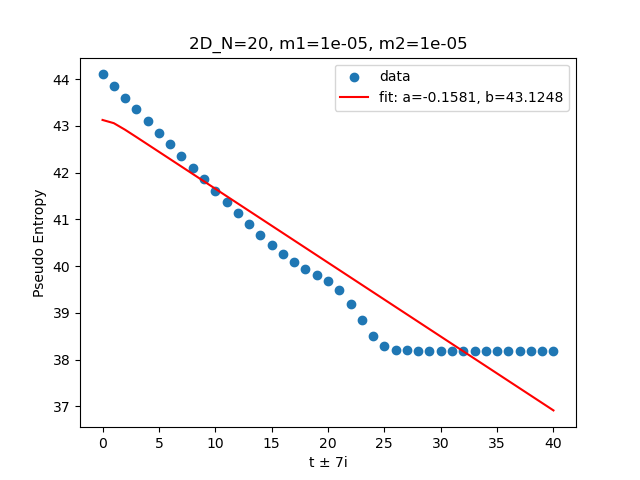 2D_N=20, m1=1e-05, m2=1e-05
data
fit: a=-0.1581, b=43.1248
44
43
42
41
40
39
38
37
Pseudo Entropy
0 5 10 15 20 25 30 35 40
t ± 7i